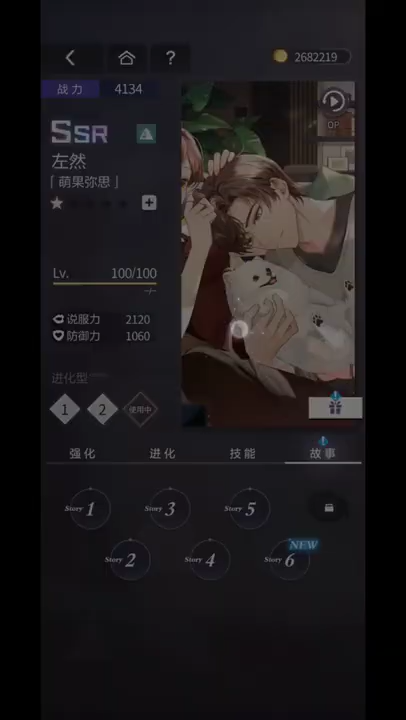 ?
2682219
战力 4134
DP
SSR
左然
「萌果弥思」
Lv. 100/100
说服力 2120
防御力 1060
进化型
1 2 使用中
强化 进化 技能 故事
Story 1 Story 3 Story 5
NEW
Story 2 Story 4 Story 6